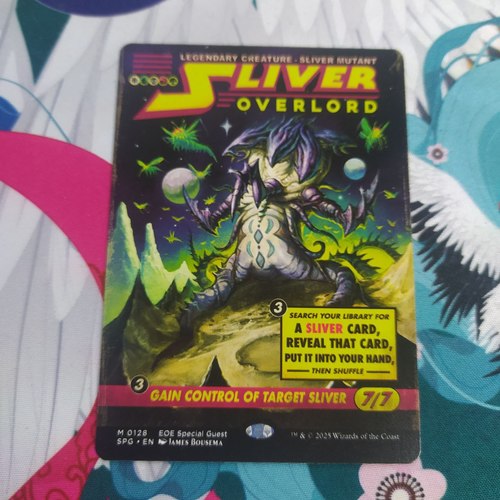 LEGENDARY CREATURE - SLIVER MUTANT
SLIVER
OVERLORD
3
SEARCH YOUR LIBRARY FOR
A SLIVER CARD,
REVEAL THAT CARD,
PUT IT INTO YOUR HAND,
THEN SHUFFLE
3 GAIN CONTROL OF TARGET SLIVER 7/7
M 0128 EOE Special Guest
SPG • EN JAMES BOUSEMA
™ & © 2025 Wizards of the Coast